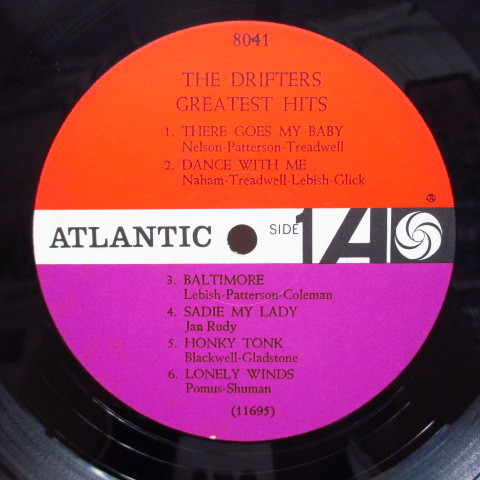 8041
THE DRIFTERS
GREATEST HITS
1. THERE GOES MY BABY
Nelson-Patterson-Treadwell
2. DANCE WITH ME
Naham-Treadwell-Lebish-Glick
ATLANTIC SIDE 1 A
3. BALTIMORE
Lebish-Patterson-Coleman
4. SADIE MY LADY
Jan Rudy
5. HONKY TONK
Blackwell-Gladstone
6. LONELY WINDS
Pomus-Shuman
(11695)